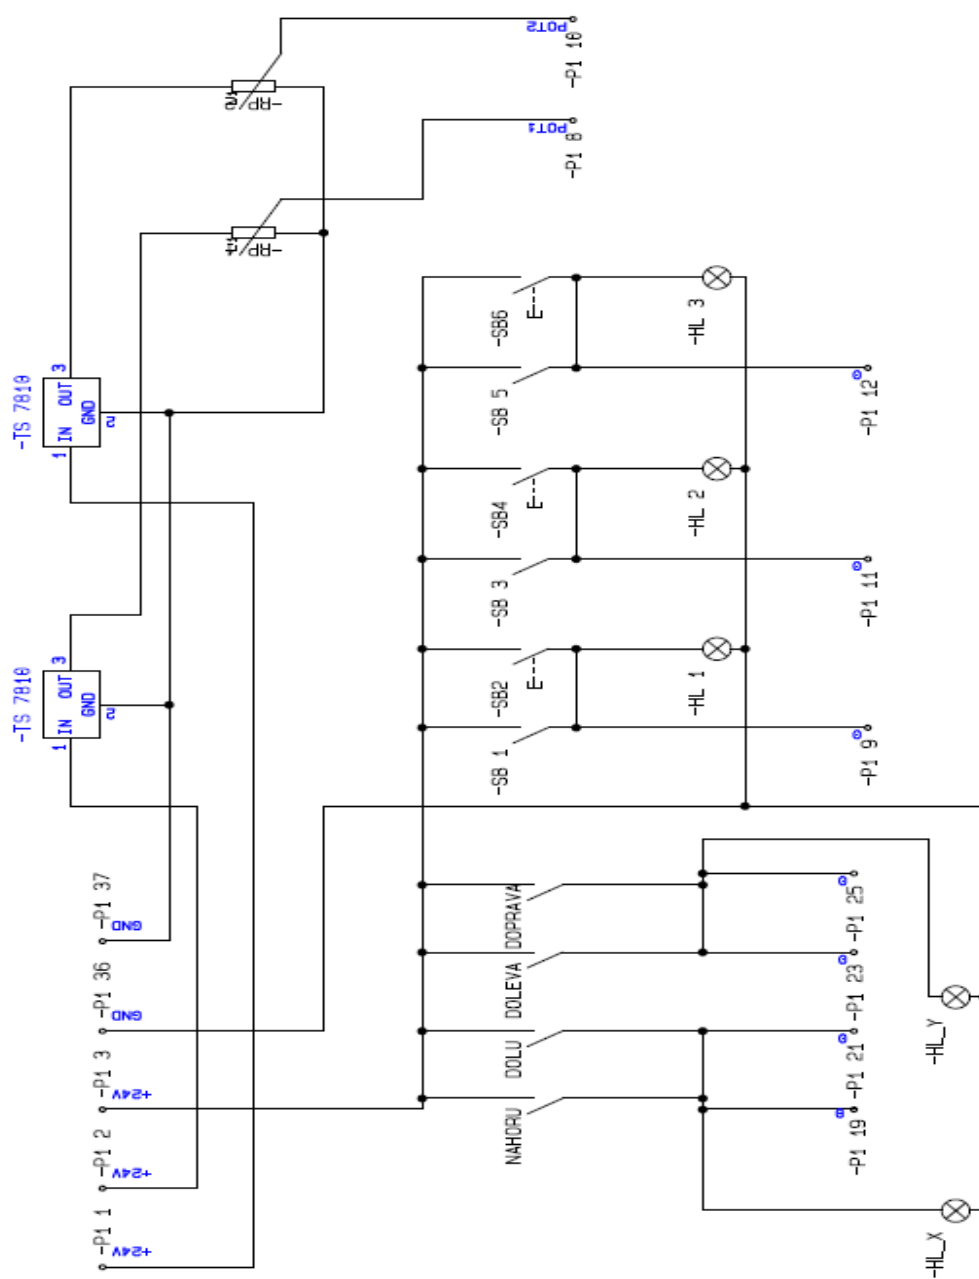 -TS 7810
-TS 7810
1 IN OUT 3
GND
2
1 IN OUT 3
GND
2
-P1 1
-P1 2
-P1 3
-P1 36
-P1 37
+24V
+24V
+24V
GND
GND
-RP
-RP
NAHORU
DOLU
DOLEVA
DOPRAVA
-SB 1
-SB2
-SB 3
-SB4
-SB 5
-SB6
POT1
POT2
-P1 8
-P1 10
-HL 1
-HL 2
-HL 3
-P1 19
-P1 21
-P1 23
-P1 25
-P1 9
-P1 11
-P1 12
-HL_X
-HL_Y